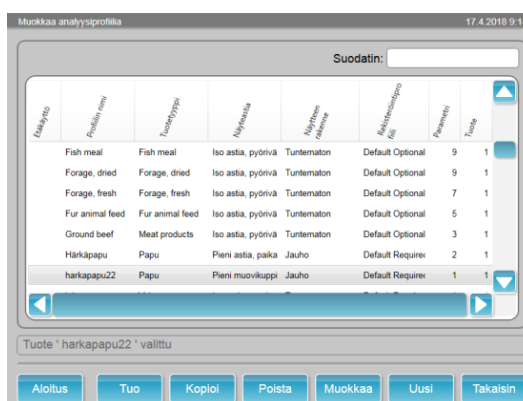 Muokkaa analyysiprofiilia 17.4.2018 9:1
Suodatin:
Etäkäyttö Profiilin nimi Tuotetyyppi Näyteastia Näytteen rakenne Rekisteröintiprofiili Parametri Tuote
Fish meal Fish meal Iso astia, pyörivä Tuntematon Default Optional 9 1
Forage, dried Forage, dried Iso astia, pyörivä Tuntematon Default Optional 9 1
Forage, fresh Forage, fresh Iso astia, pyörivä Tuntematon Default Optional 7 1
Fur animal feed Fur animal feed Iso astia, pyörivä Tuntematon Default Optional 5 1
Ground beef Meat products Iso astia, pyörivä Tuntematon Default Optional 3 1
Härkäpapu Papu Pieni astia, paika Jauho Default Require 2 1
harkapapu22 Papu Pieni muovikuppi Jauho Default Require 1 1
Tuote ' harkapapu22 ' valittu
Aloitus Tuo Kopioi Poista Muokkaa Uusi Takaisin